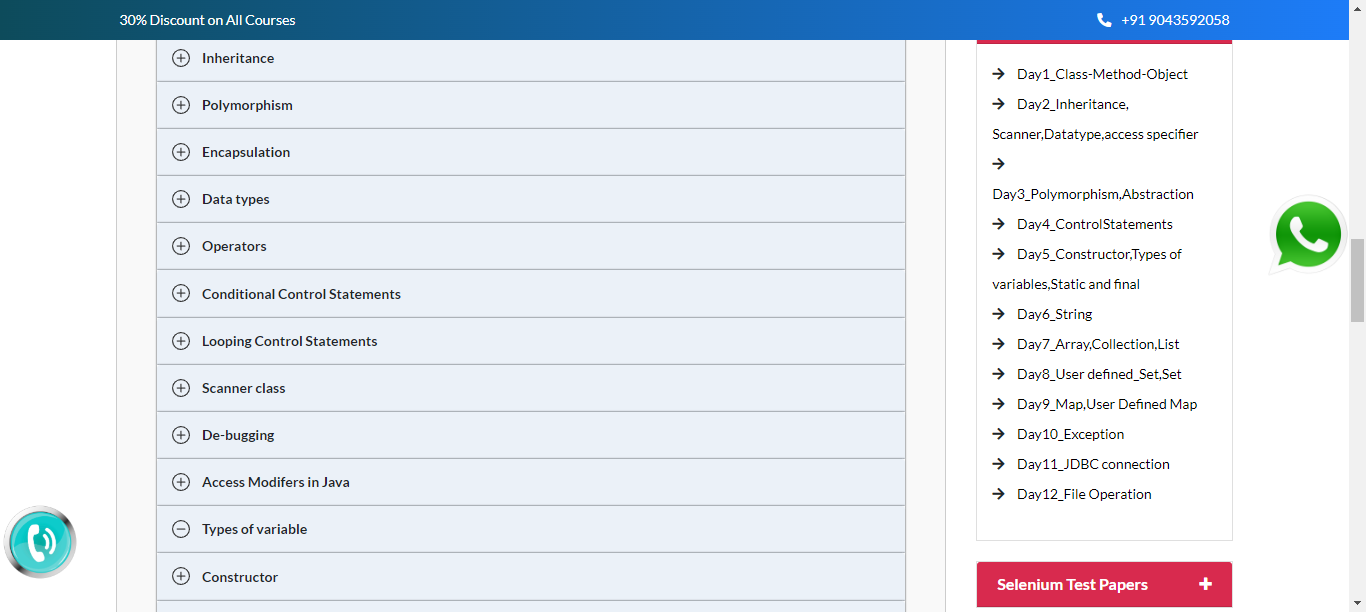 30% Discount on All Courses
+91 9043592058
Inheritance
Polymorphism
Encapsulation
Data types
Operators
Conditional Control Statements
Looping Control Statements
Scanner class
De-bugging
Access Modifers in Java
Types of variable
Constructor
Day1_Class-Method-Object
Day2_Inheritance,
Scanner,Datatype,access specifier
Day3_Polymorphism,Abstraction
Day4_ControlStatements
Day5_Constructor,Types of
variables,Static and final
Day6_String
Day7_Array,Collection,List
Day8_User defined_Set,Set
Day9_Map,User Defined Map
Day10_Exception
Day11_JDBC connection
Day12_File Operation
Selenium Test Papers